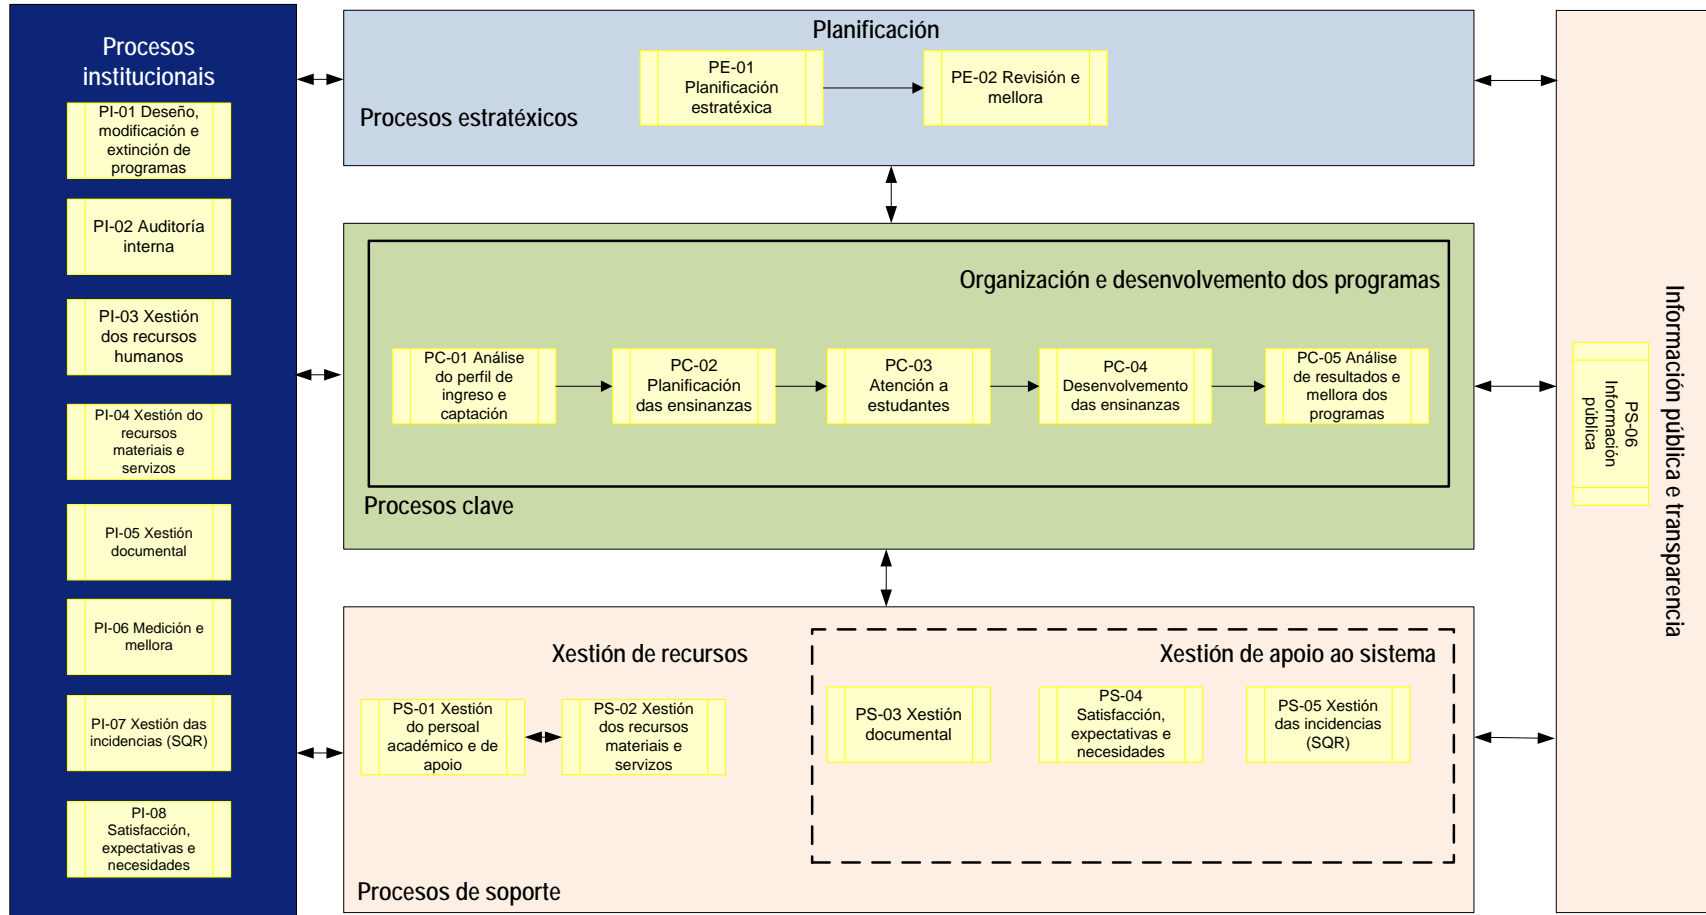 Procesos
institucionais
PI-01 Deseño,
modificación e
extinción de
programas
PI-02 Auditoría
interna
PI-03 Xestión
dos recursos
humanos
PI-04 Xestión do
recursos
materiais e
servizos
PI-05 Xestión
documental
PI-06 Medición e
mellora
PI-07 Xestión das
incidencias (SQR)
PI-08
Satisfacción,
expectativas e
necesidades
Planificación
PE-01
Planificación
estratéxica
PE-02 Revisión e
mellora
Procesos estratéxicos
Organización e desenvolvemento dos programas
PC-01 Análise
do perfil de
ingreso e
captación
PC-02
Planificación
das ensinanzas
PC-03
Atención a
estudantes
PC-04
Desenvolvemento
das ensinanzas
PC-05 Análise
de resultados e
mellora dos
programas
Procesos clave
Xestión de recursos
PS-01 Xestión
do persoal
académico e de
apoio
PS-02 Xestión
dos recursos
materiais e
servizos
Xestión de apoio ao sistema
PS-03 Xestión
documental
PS-04
Satisfacción,
expectativas e
necesidades
PS-05 Xestión
das incidencias
(SQR)
Procesos de soporte
Información pública e transparencia
PS-06
Información
pública